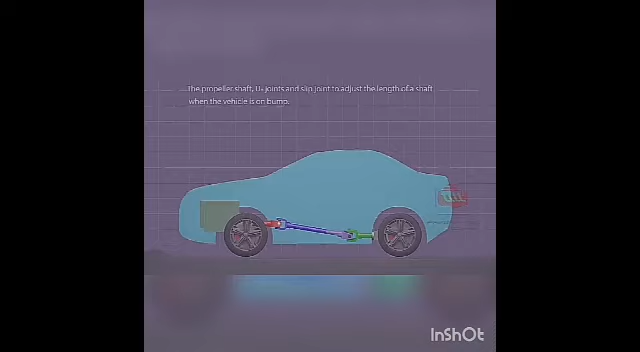 The propeller shaft, U- joints and slip joint to adjust the length of a shaft
when the vehicle is on bump.
InShOt